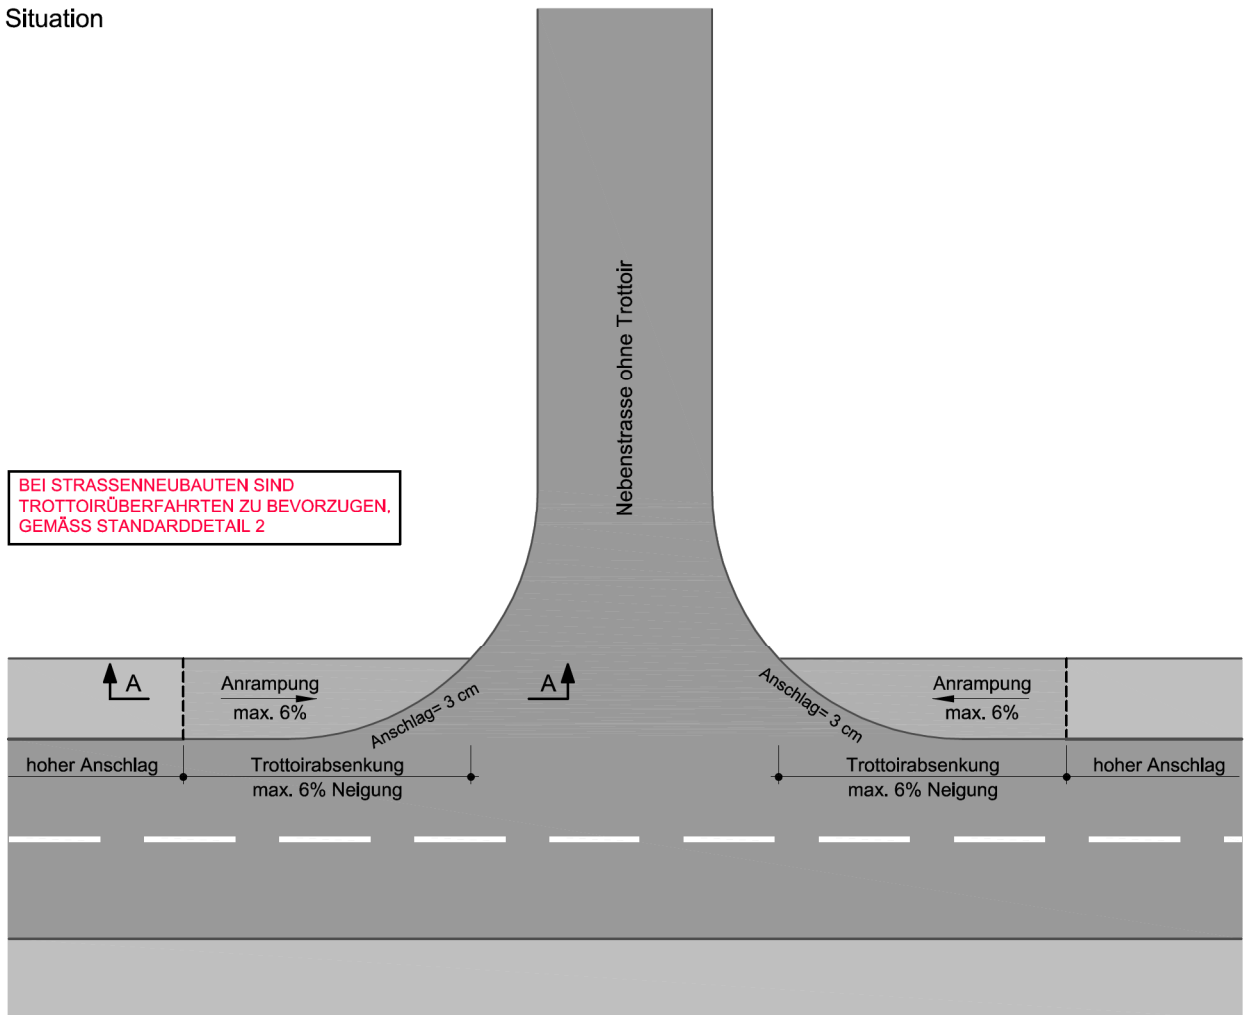 Situation
Nebenstrasse ohne Trottoir
BEI STRASSENNEUBAUTEN SIND
TROTTOIRÜBERFAHRTEN ZU BEVORZUGEN,
GEMÄSS STANDARDDETAIL 2
A
Anrampung
max. 6%
Anschlag= 3 cm
A
Anschlag= 3 cm
Anrampung
max. 6%
hoher Anschlag
Trottoirabsenkung
max. 6% Neigung
Trottoirabsenkung
max. 6% Neigung
hoher Anschlag